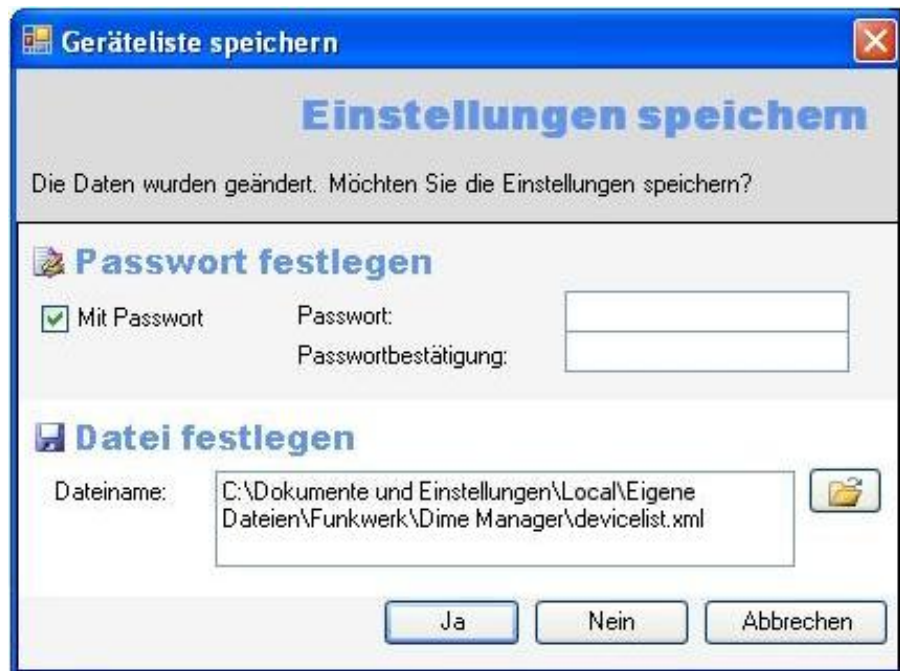 Geräteliste speichern
Einstellungen speichern
Die Daten wurden geändert. Möchten Sie die Einstellungen speichern?
Passwort festlegen
Mit Passwort
Passwort:
Passwortbestätigung:
Datei festlegen
Dateiname:
C:\Dokumente und Einstellungen\Local\Eigene
Dateien\Funkwerk\Dime Manager\devicelist.xml
Ja
Nein
Abbrechen